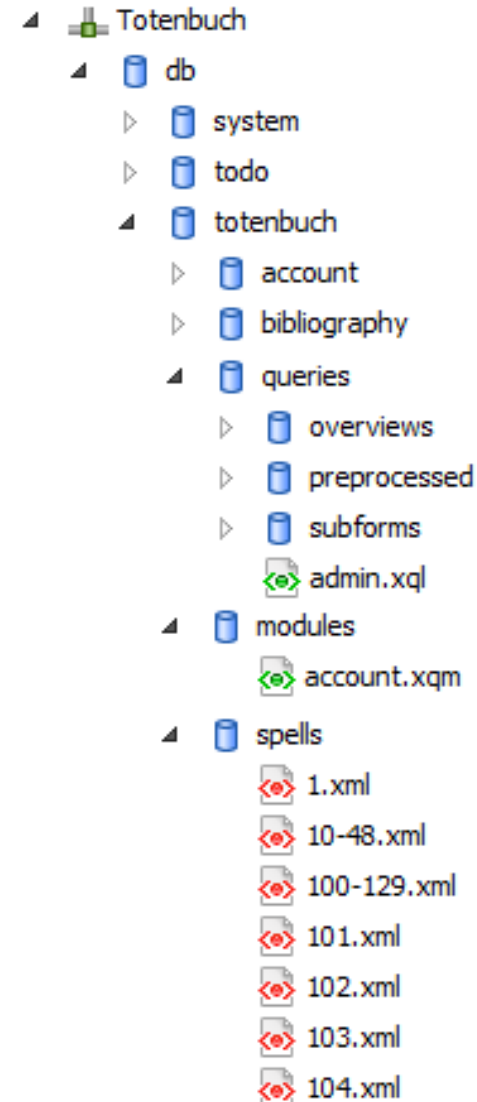 Totenbuch
db
system
todo
totenbuch
account
bibliography
queries
overviews
preprocessed
subforms
admin.xql
modules
account.xqm
spells
1.xml
10-48.xml
100-129.xml
101.xml
102.xml
103.xml
104.xml